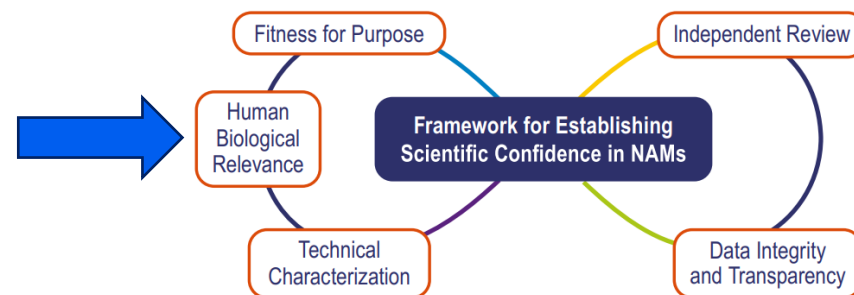 Fitness for Purpose
Independent Review
Human
Biological
Relevance
Framework for Establishing
Scientific Confidence in NAMs
Technical
Characterization
Data Integrity
and Transparency